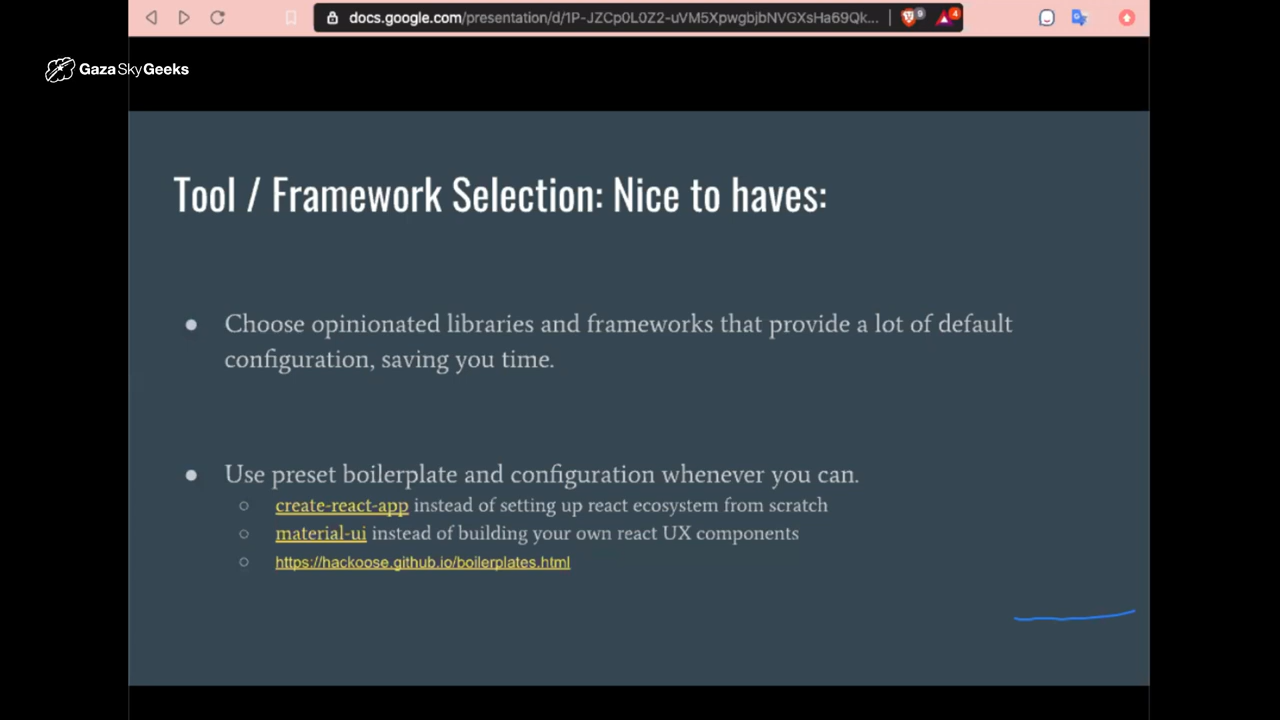 docs.google.com/presentation/d/1P-JZCp0L0Z2-uVM5XpwgbjbNVGXsHa69Qk...
9
4
GazaSkyGeeks
Tool / Framework Selection: Nice to haves:
● Choose opinionated libraries and frameworks that provide a lot of default
configuration, saving you time.
● Use preset boilerplate and configuration whenever you can.
○ create-react-app instead of setting up react ecosystem from scratch
○ material-ui instead of building your own react UX components
○ https://hackoose.github.io/boilerplates.html